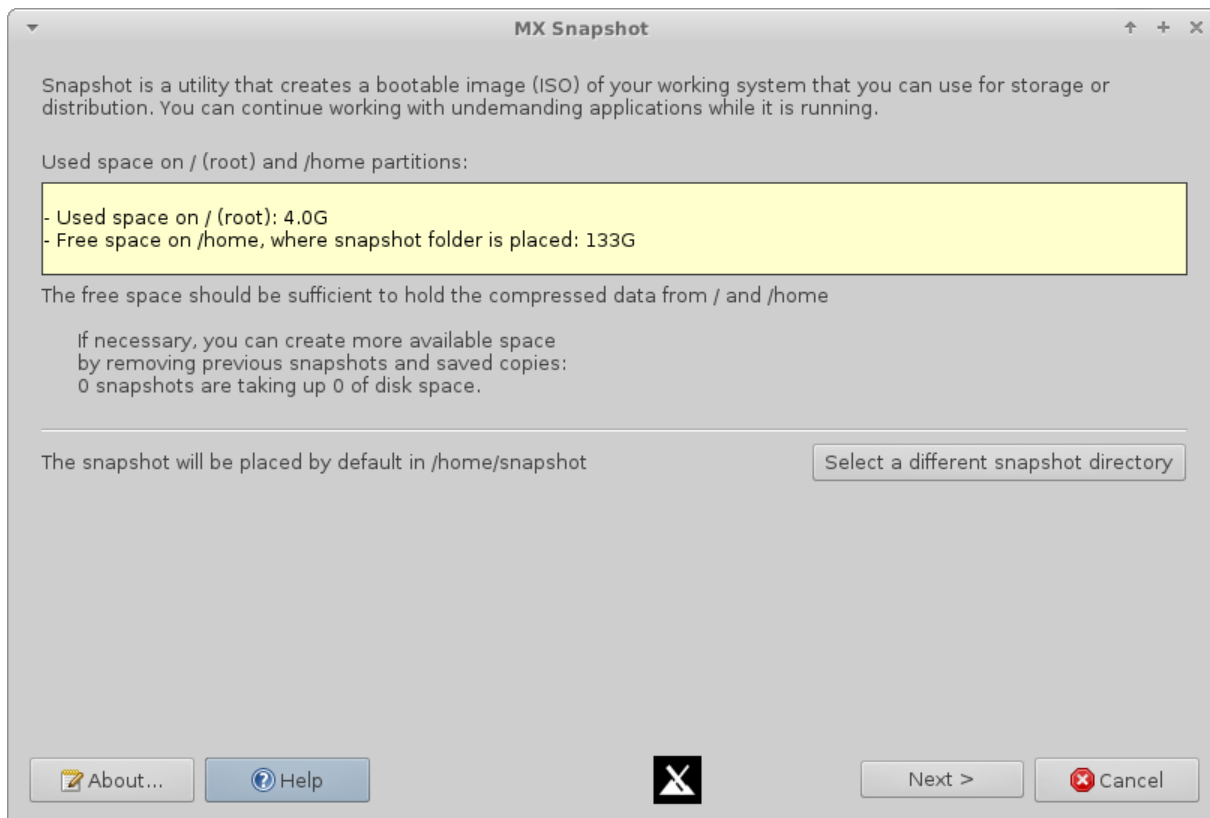 MX Snapshot
Snapshot is a utility that creates a bootable image (ISO) of your working system that you can use for storage or
distribution. You can continue working with undemanding applications while it is running.
Used space on / (root) and /home partitions:
- Used space on / (root): 4.0G
- Free space on /home, where snapshot folder is placed: 133G
The free space should be sufficient to hold the compressed data from / and /home
If necessary, you can create more available space
by removing previous snapshots and saved copies:
0 snapshots are taking up 0 of disk space.
The snapshot will be placed by default in /home/snapshot
Select a different snapshot directory
About...
Help
Next >
Cancel